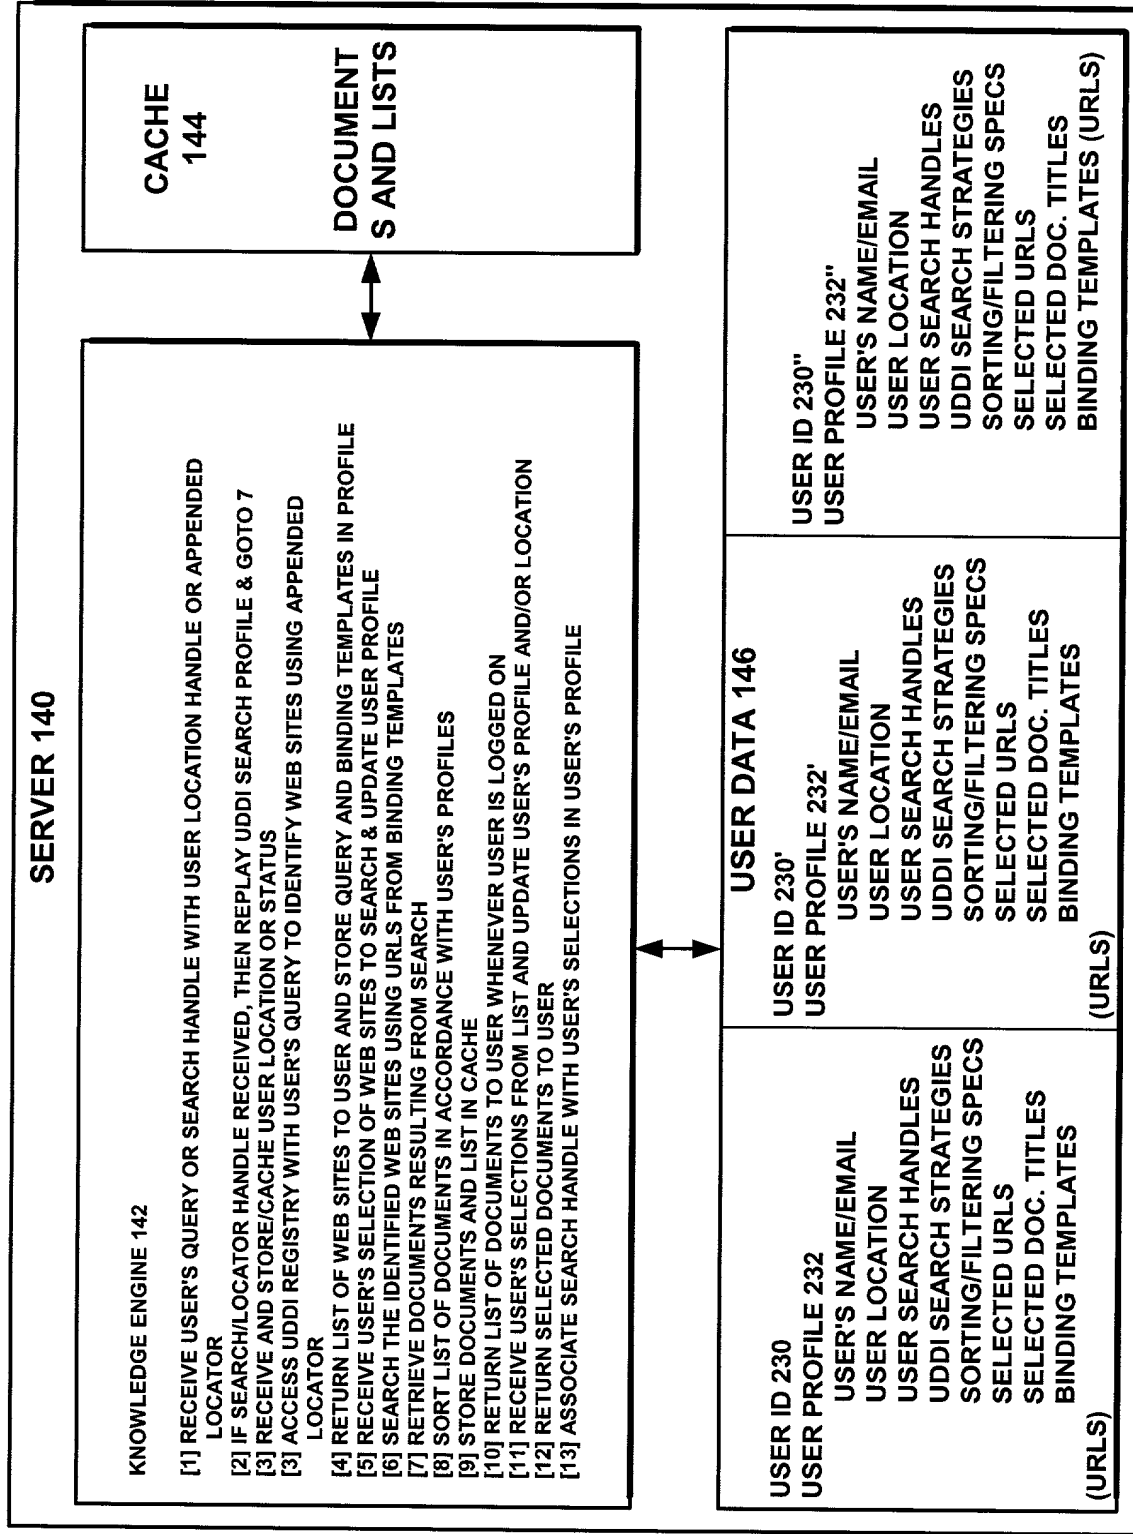 SERVER 140
KNOWLEDGE ENGINE 142
[1] RECEIVE USER'S QUERY OR SEARCH HANDLE WITH USER LOCATION HANDLE OR APPENDED
LOCATOR
[2] IF SEARCH/LOCATOR HANDLE RECEIVED, THEN REPLAY UDDI SEARCH PROFILE & GOTO 7
[3] RECEIVE AND STORE/CACHE USER LOCATION OR STATUS
[3] ACCESS UDDI REGISTRY WITH USER'S QUERY TO IDENTIFY WEB SITES USING APPENDED
LOCATOR
[4] RETURN LIST OF WEB SITES TO USER AND STORE QUERY AND BINDING TEMPLATES IN PROFILE
[5] RECEIVE USER'S SELECTION OF WEB SITES TO SEARCH & UPDATE USER PROFILE
[6] SEARCH THE IDENTIFIED WEB SITES USING URLS FROM BINDING TEMPLATES
[7] RETRIEVE DOCUMENTS RESULTING FROM SEARCH
[8] SORT LIST OF DOCUMENTS IN ACCORDANCE WITH USER'S PROFILES
[9] STORE DOCUMENTS AND LIST IN CACHE
[10] RETURN LIST OF DOCUMENTS TO USER WHENEVER USER IS LOGGED ON
[11] RECEIVE USER'S SELECTIONS FROM LIST AND UPDATE USER'S PROFILE AND/OR LOCATION
[12] RETURN SELECTED DOCUMENTS TO USER
[13] ASSOCIATE SEARCH HANDLE WITH USER'S SELECTIONS IN USER'S PROFILE
CACHE
144
DOCUMENT
S AND LISTS
USER DATA 146
USER ID 230
USER PROFILE 232
USER'S NAME/EMAIL
USER LOCATION
USER SEARCH HANDLES
UDDI SEARCH STRATEGIES
SORTING/FILTERING SPECS
SELECTED URLS
SELECTED DOC. TITLES
BINDING TEMPLATES
(URLS)
USER ID 230'
USER PROFILE 232'
USER'S NAME/EMAIL
USER LOCATION
USER SEARCH HANDLES
UDDI SEARCH STRATEGIES
SORTING/FILTERING SPECS
SELECTED URLS
SELECTED DOC. TITLES
BINDING TEMPLATES
(URLS)
USER ID 230"
USER PROFILE 232"
USER'S NAME/EMAIL
USER LOCATION
USER SEARCH HANDLES
UDDI SEARCH STRATEGIES
SORTING/FILTERING SPECS
SELECTED URLS
SELECTED DOC. TITLES
BINDING TEMPLATES (URLS)